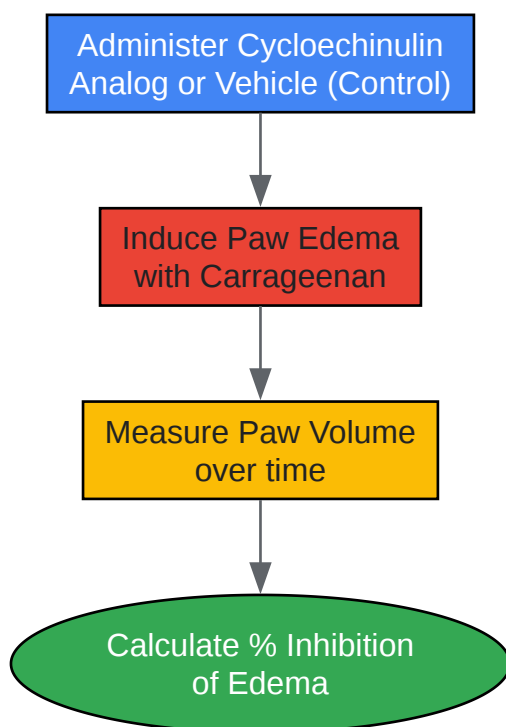 Administer Cycloechinulin
Analog or Vehicle (Control)
Induce Paw Edema
with Carrageenan
Measure Paw Volume
over time
Calculate % Inhibition
of Edema